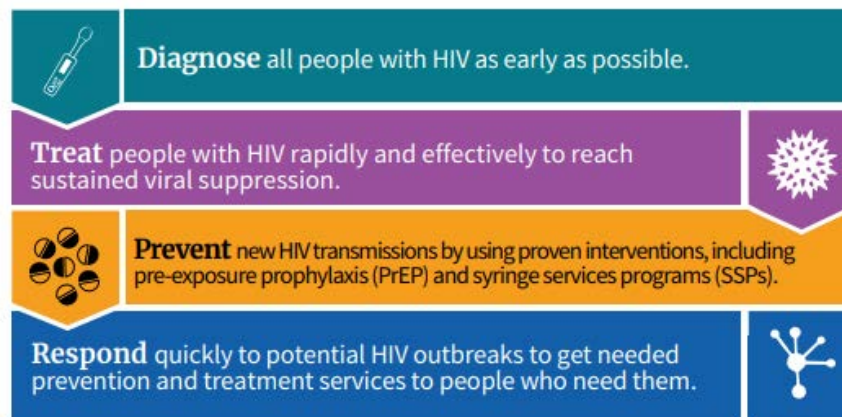 Diagnose all people with HIV as early as possible.
Treat people with HIV rapidly and effectively to reach
sustained viral suppression.
Prevent new HIV transmissions by using proven interventions, including
pre-exposure prophylaxis (PrEP) and syringe services programs (SSPs).
Respond quickly to potential HIV outbreaks to get needed
prevention and treatment services to people who need them.